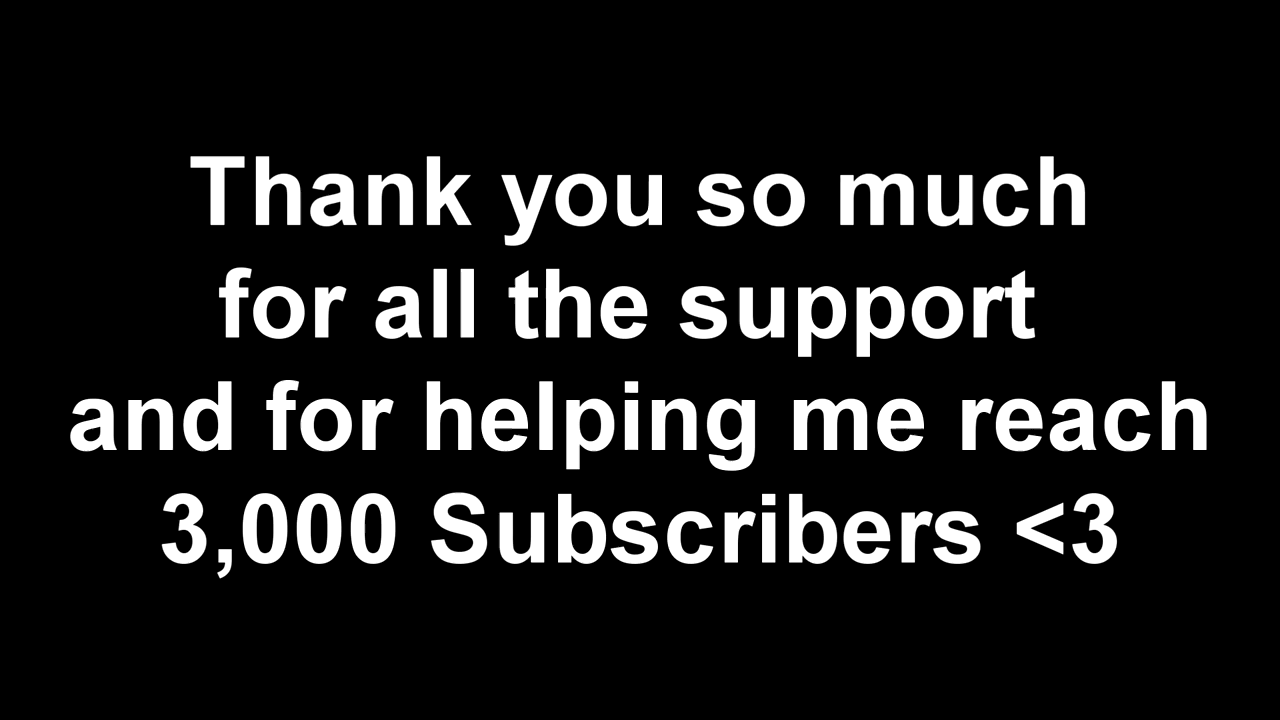 Thank you so much
for all the support
and for helping me reach
3,000 Subscribers <3